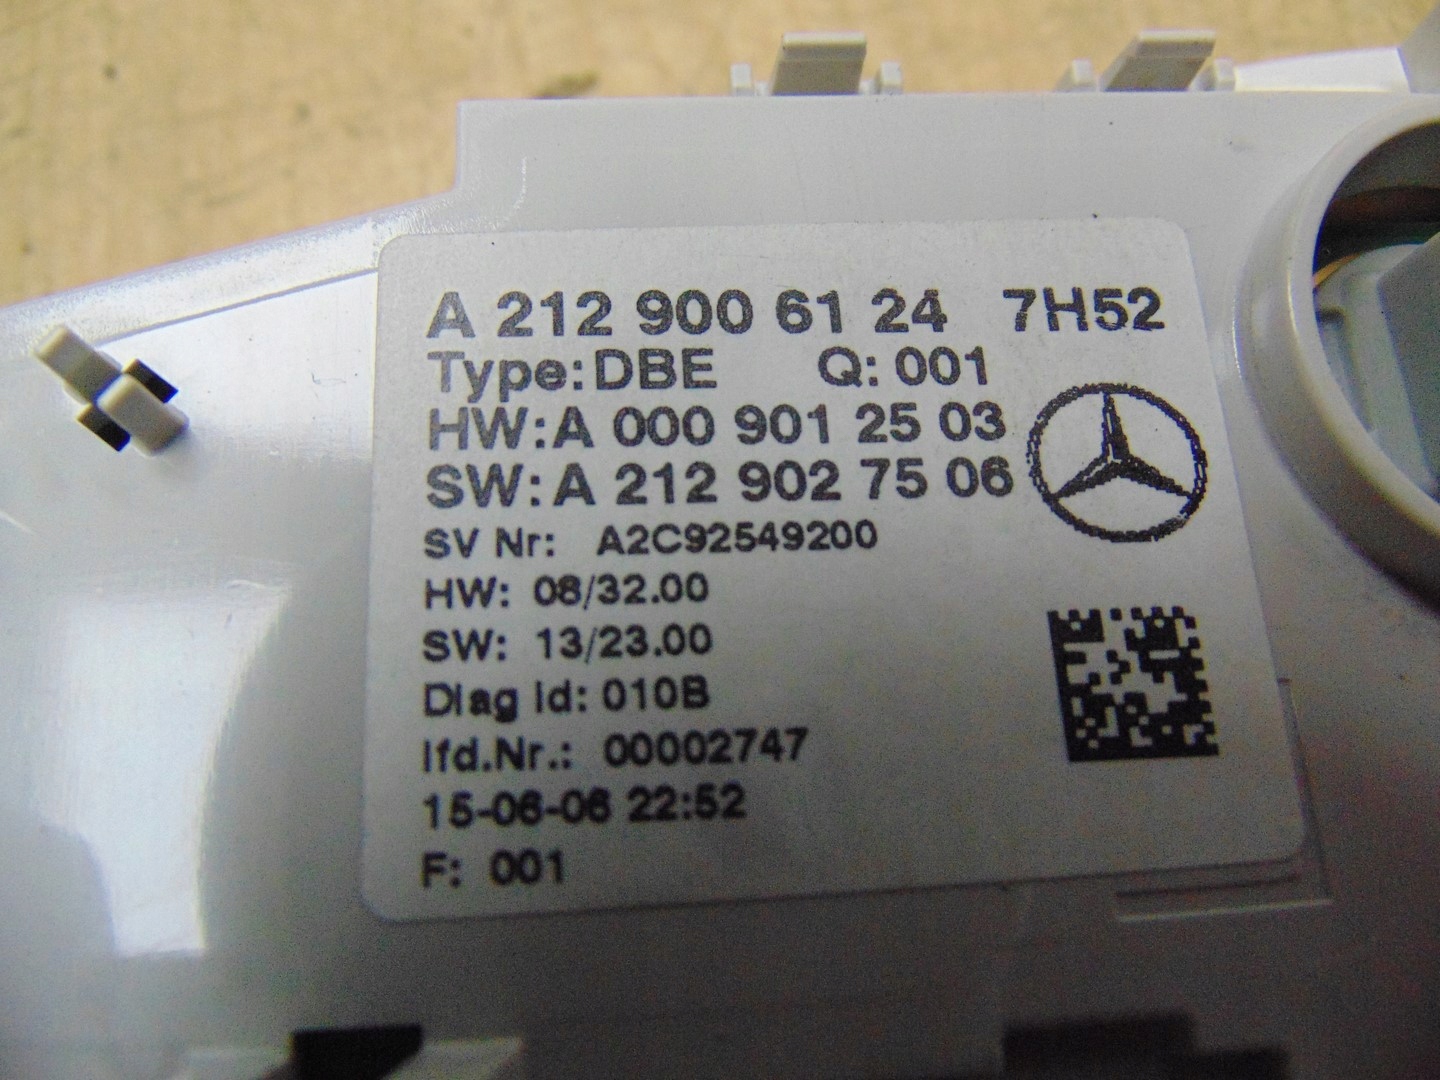 A 212 900 61 24 7H52
Type: DBE Q: 001
HW: A 000 901 25 03
SW: A 212 902 75 06
SV Nr: A2C92549200
HW: 08/32.00
SW: 13/23.00
Diag Id: 010B
lfd.Nr.: 00002747
15-06-06 22:52
F: 001